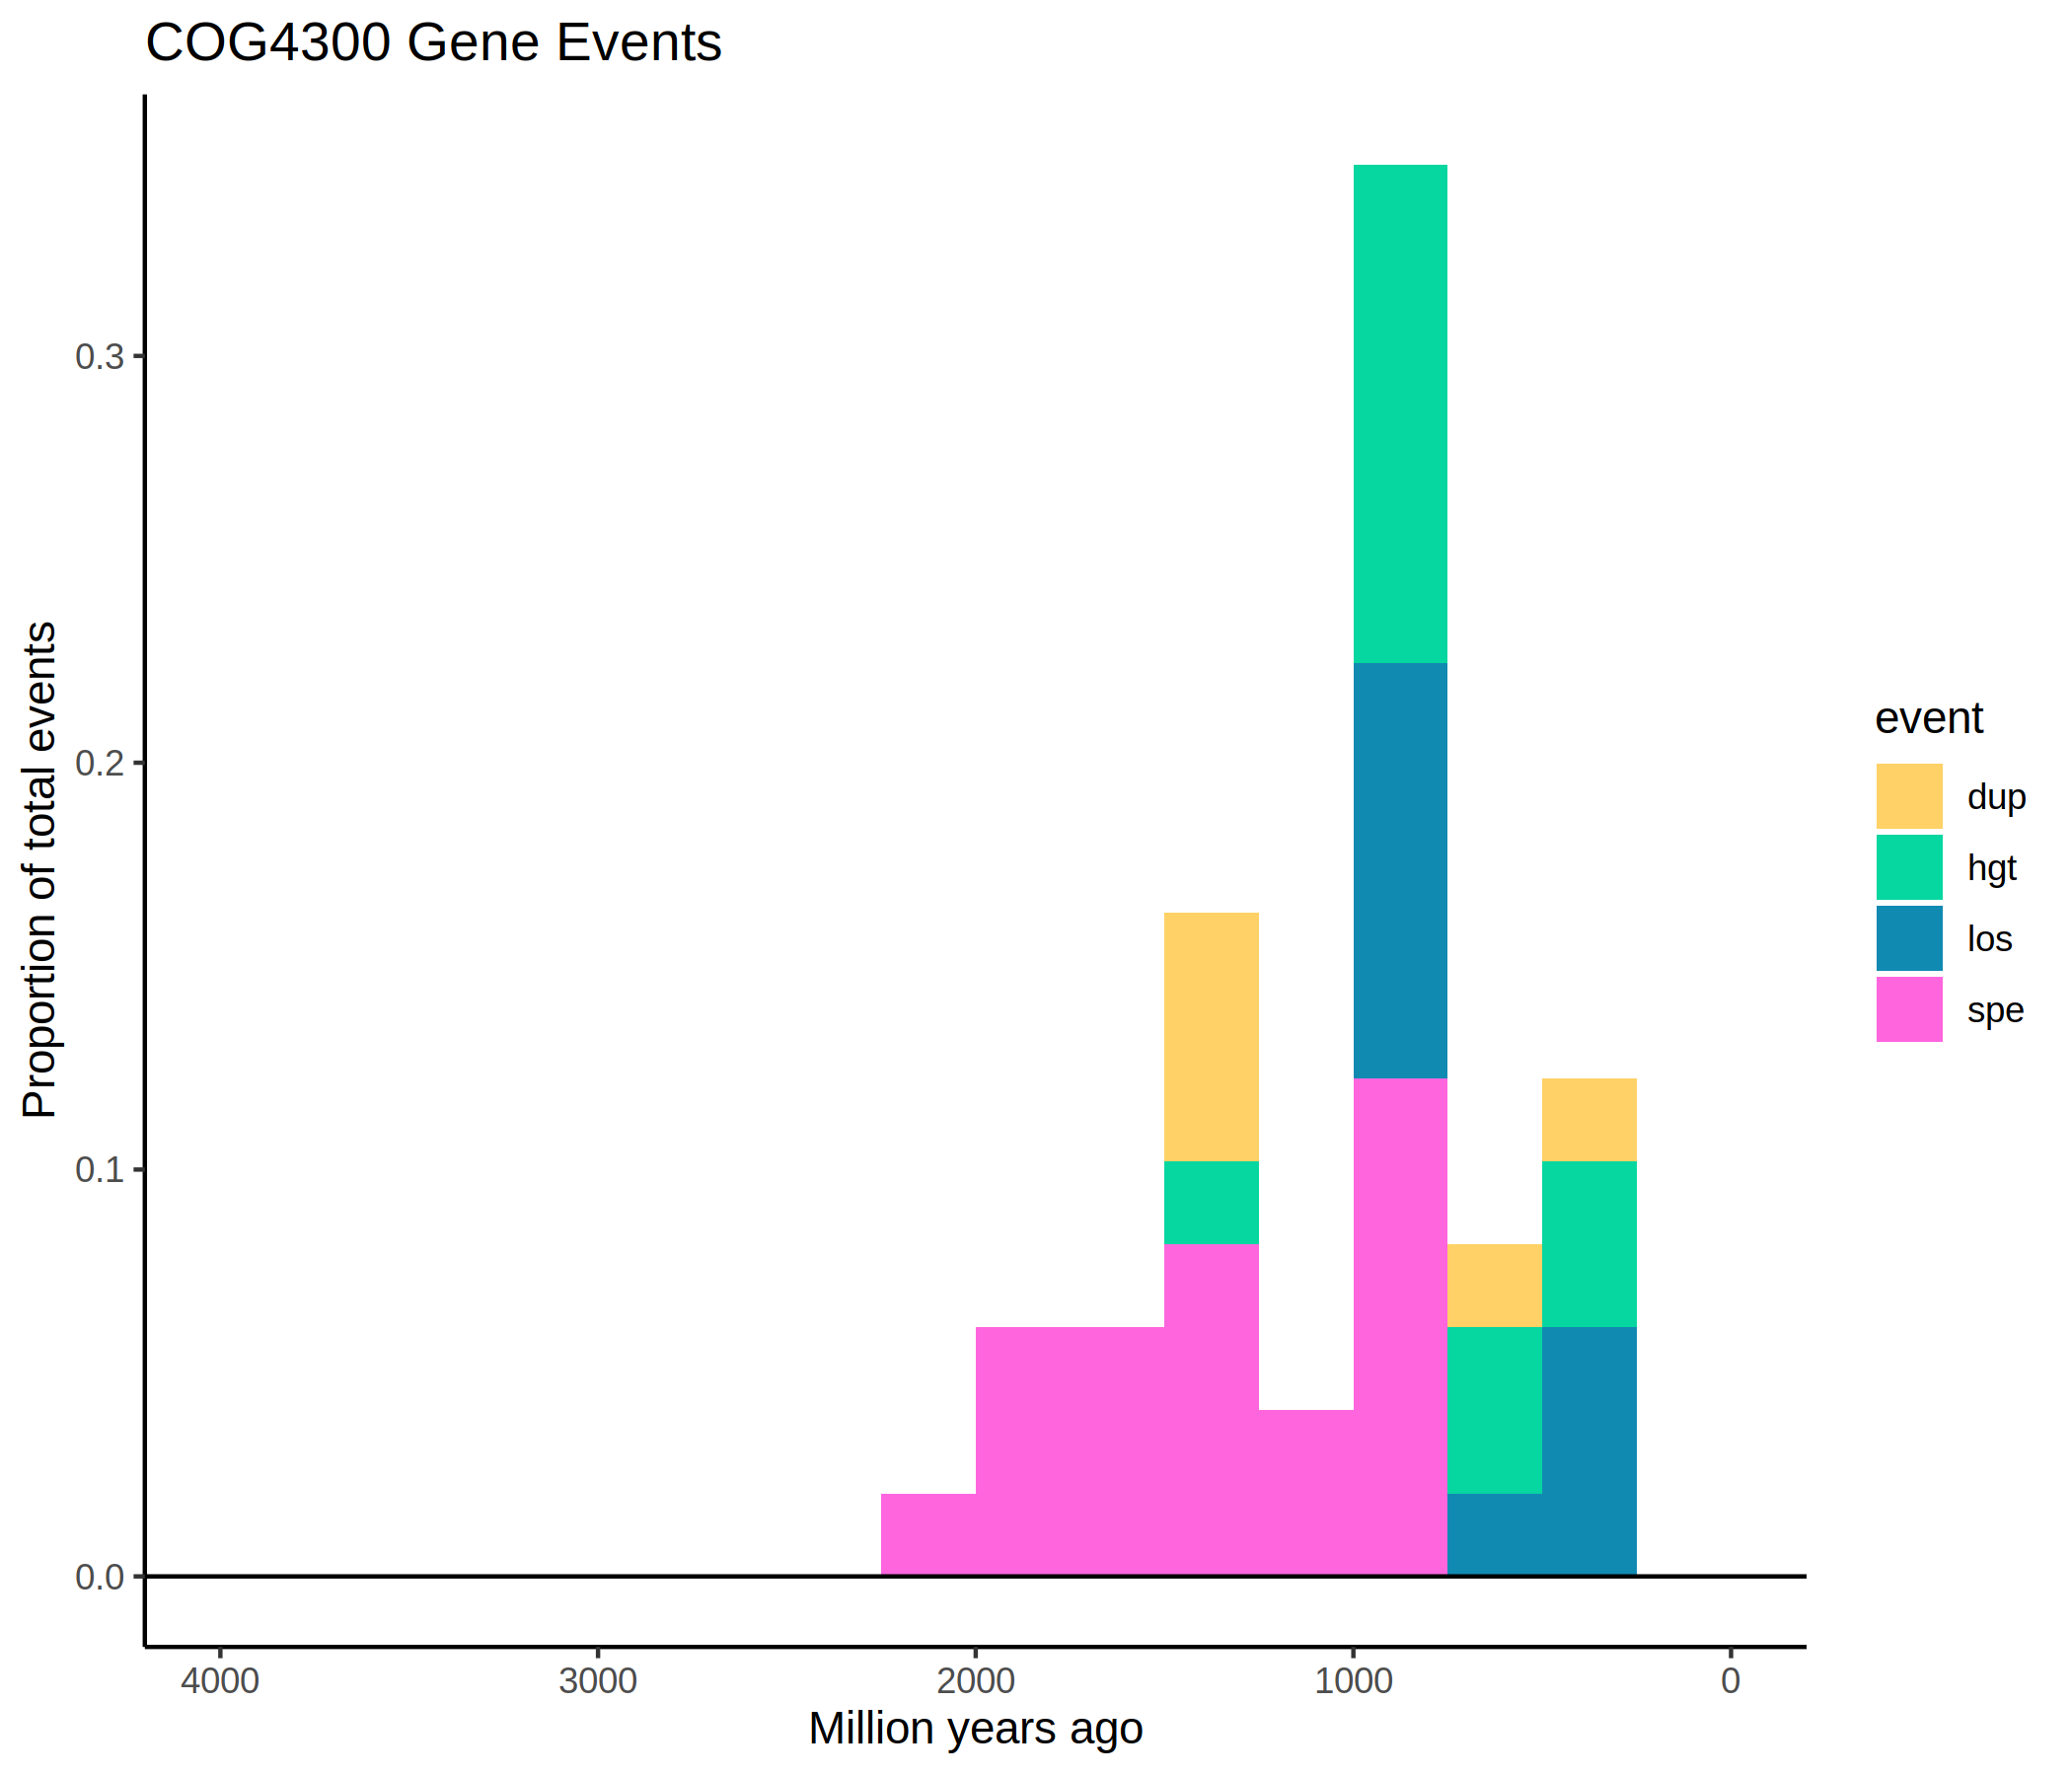 COG4300 Gene Events
Proportion of total events
0.3
0.2
0.1
0.0
4000 3000 2000 1000 0
Million years ago
event
dup
hgt
los
spe